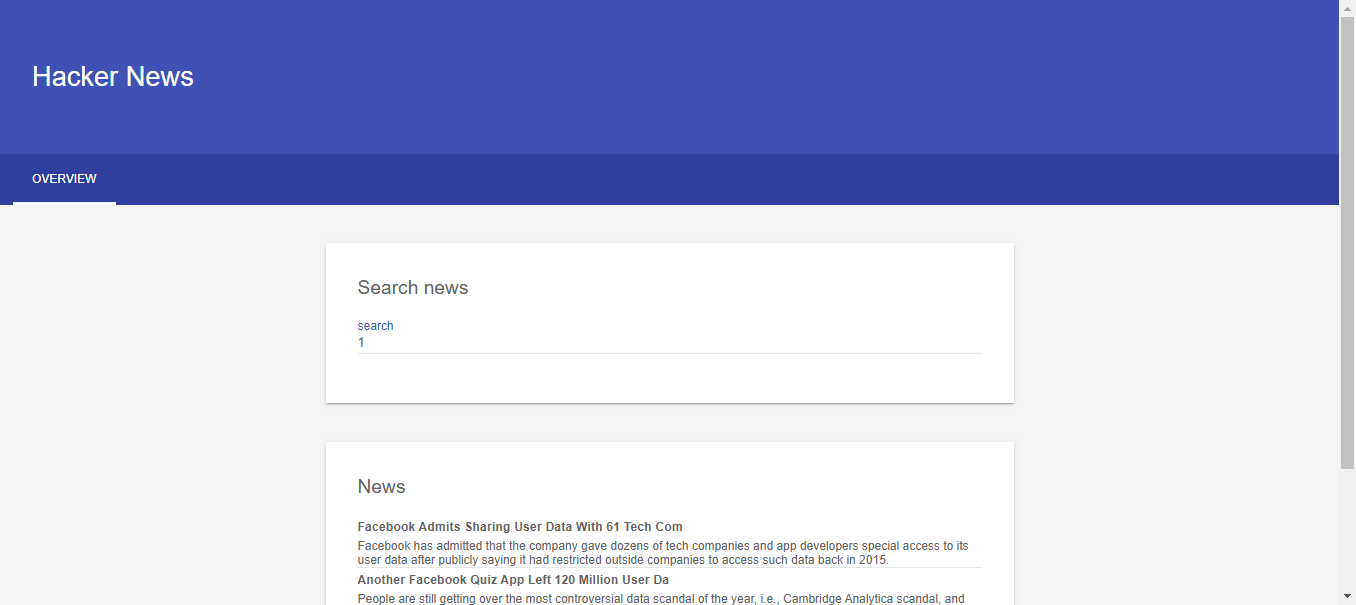 Hacker News
OVERVIEW
Search news
search
1
News
Facebook Admits Sharing User Data With 61 Tech Com
Facebook has admitted that the company gave dozens of tech companies and app developers special access to its
user data after publicly saying it had restricted outside companies to access such data back in 2015.
Another Facebook Quiz App Left 120 Million User Da
People are still getting over the most controversial data scandal of the year, i.e., Cambridge Analytica scandal, and